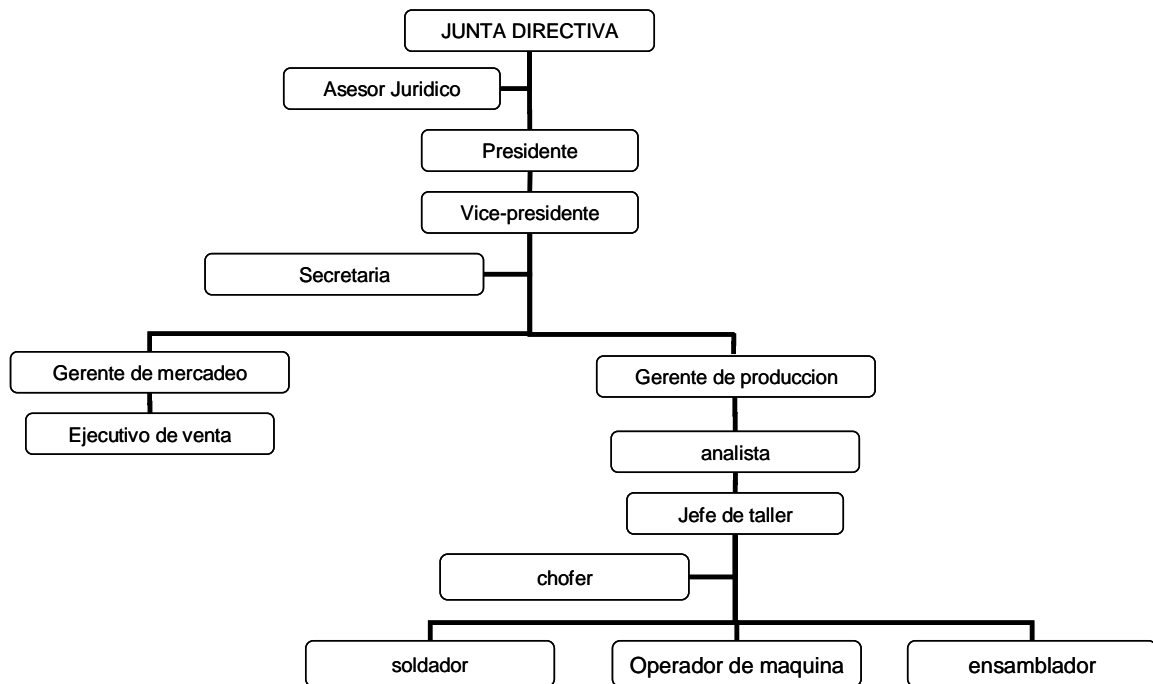 JUNTA DIRECTIVA
Asesor Juridico
Presidente
Vice-presidente
Secretaria
Gerente de mercadeo
Gerente de produccion
Ejecutivo de venta
analista
Jefe de taller
chofer
soldador
Operador de maquina
ensamblador